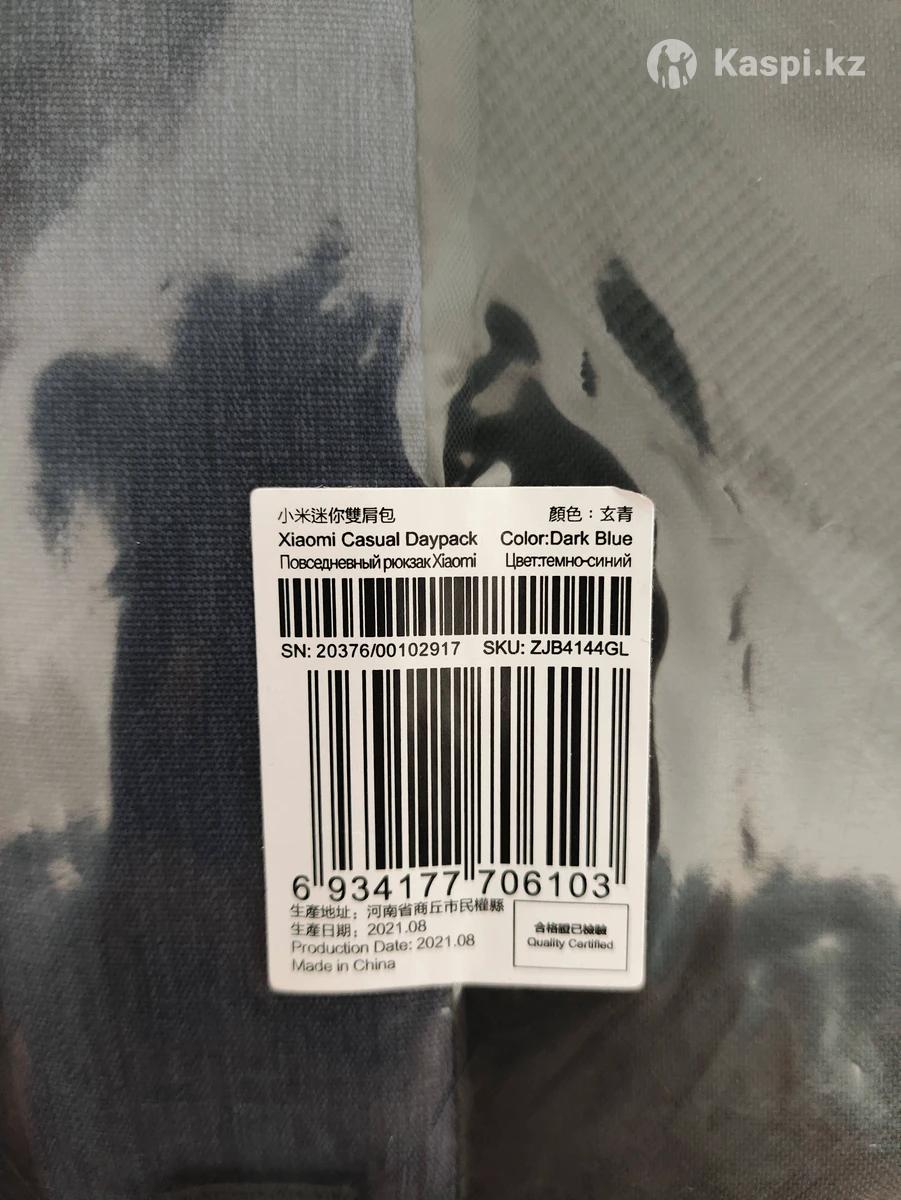 Kaspi.kz
小米迷你雙肩包 顏色：玄青
Xiaomi Casual Daypack Color:Dark Blue
Повседневный рюкзак Xiaomi Цвет:темно-синий
SN: 20376/00102917 SKU: ZJB4144GL
6 934177 706103
生產地址：河南省商丘市民權縣
生產日期：2021.08
Production Date: 2021.08
Made in China
合格證已檢驗
Quality Certified